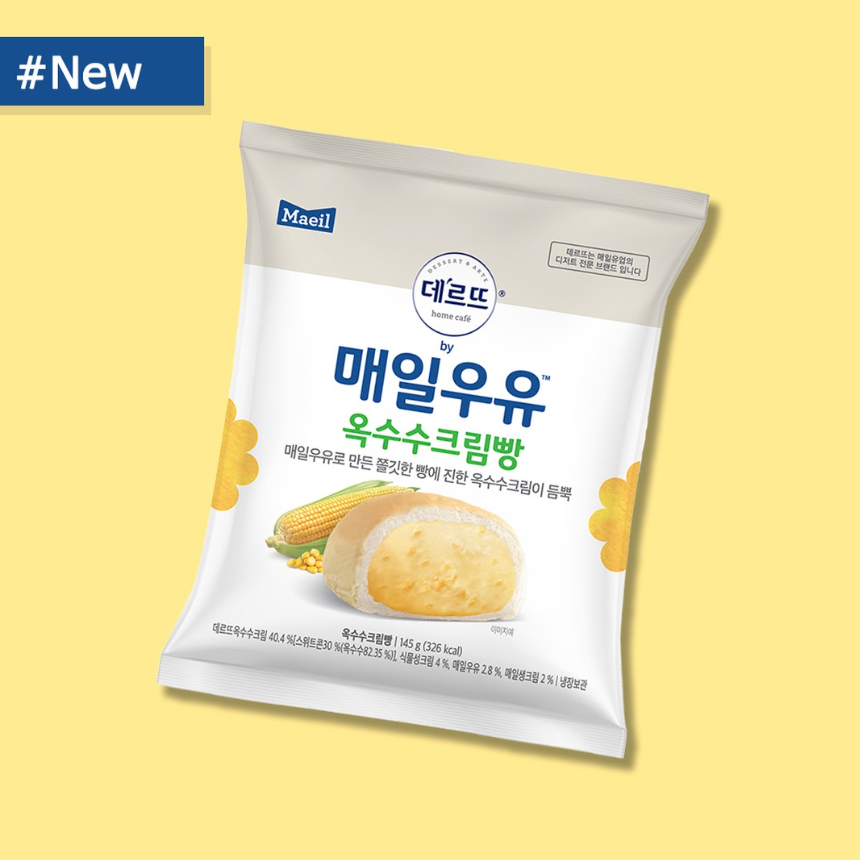 #New
Maeil
데르뜨는 매일유업의
디저트 전문 브랜드 입니다
DESSERT & ARTE
데르뜨®
home café
by
매일우유™
옥수수크림빵
매일우유로 만든 쫄깃한 빵에 진한 옥수수크림이 듬뿍
이미지예
옥수수크림빵 | 145 g (326 kcal)
데르뜨옥수수크림 40.4 %[스위트콘30 %(옥수수82.35 %)], 식물성크림 4 %, 매일우유 2.8 %, 매일생크림 2 % | 냉장보관